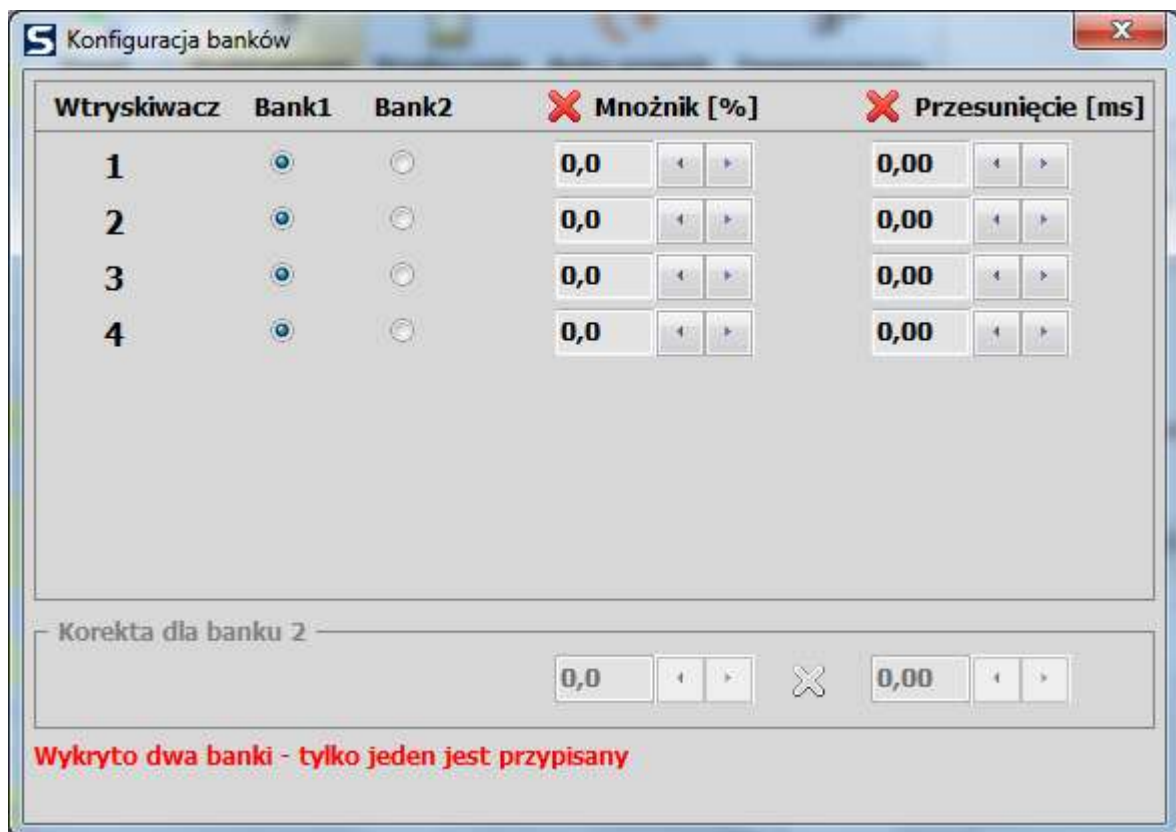 S Konfiguracja banków
Wtryskiwacz Bank1 Bank2 Mnożnik [%] Przesunięcie [ms]
1 0,0 0,00
2 0,0 0,00
3 0,0 0,00
4 0,0 0,00
Korekta dla banku 2
0,0 0,00
Wykryto dwa banki - tylko jeden jest przypisany